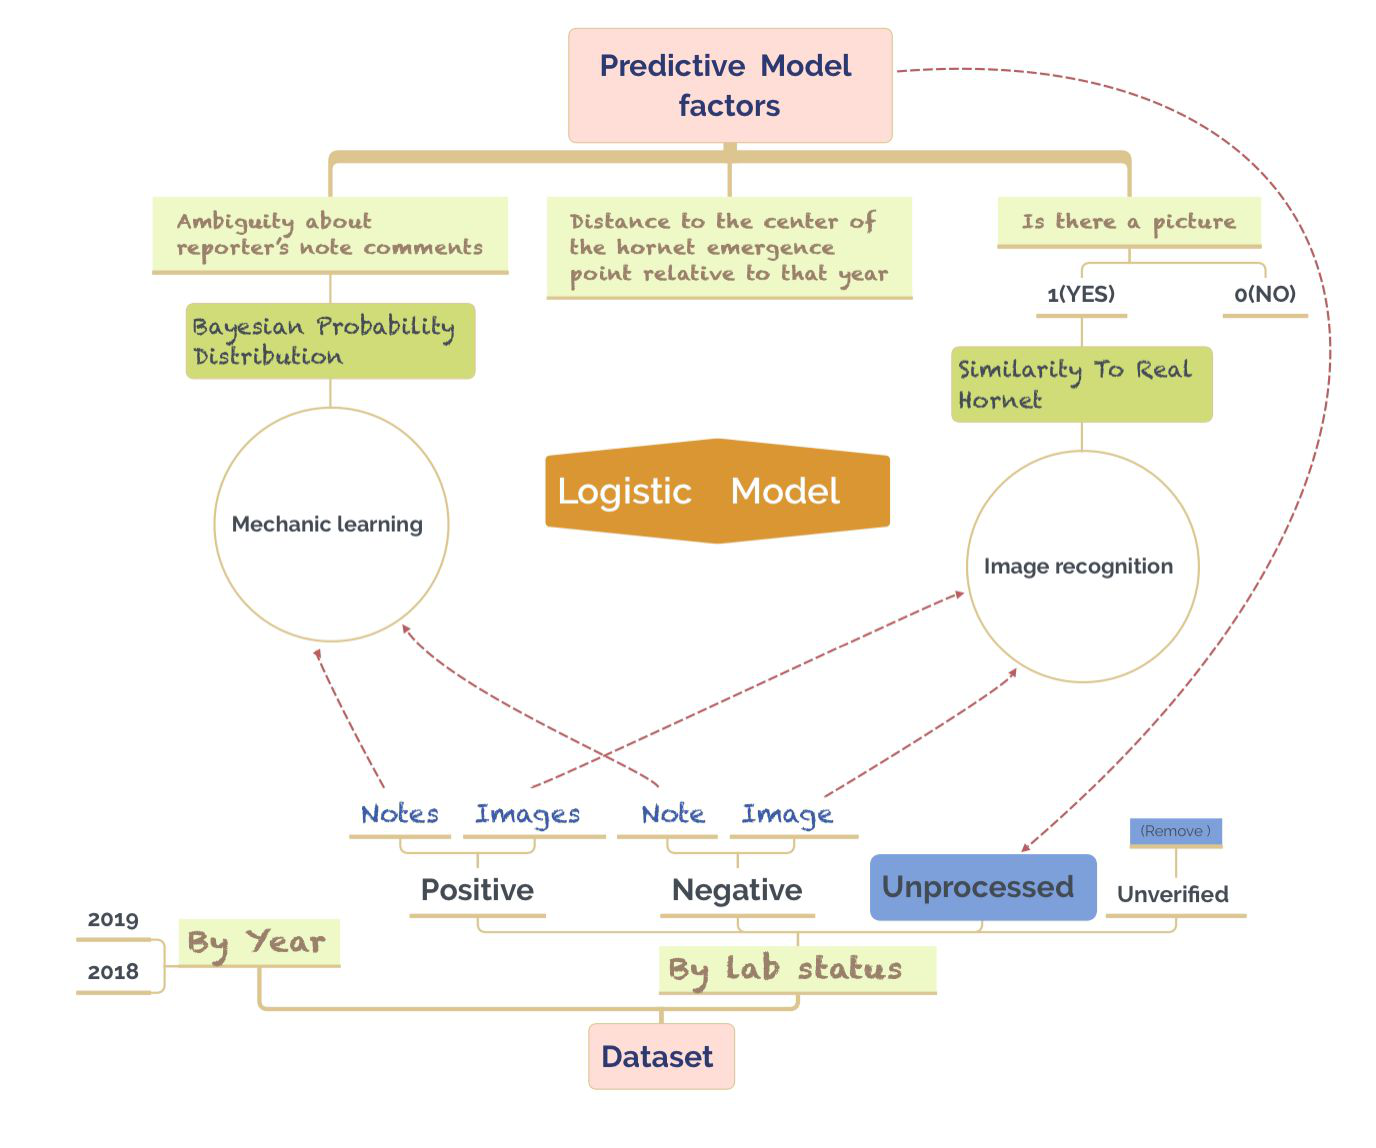 Predictive Model
factors
Ambiguity about
reporter's note comments
Distance to the center of
the hornet emergence
point relative to that year
Is there a picture
1(YES)
0(NO)
Bayesian Probability
Distribution
Similarity To Real
Hornet
Logistic Model
Mechanic learning
Image recognition
Notes
Images
Note
Image
(Remove )
Positive
Negative
Unprocessed
Unverified
2019
2018
By Year
By lab status
Dataset